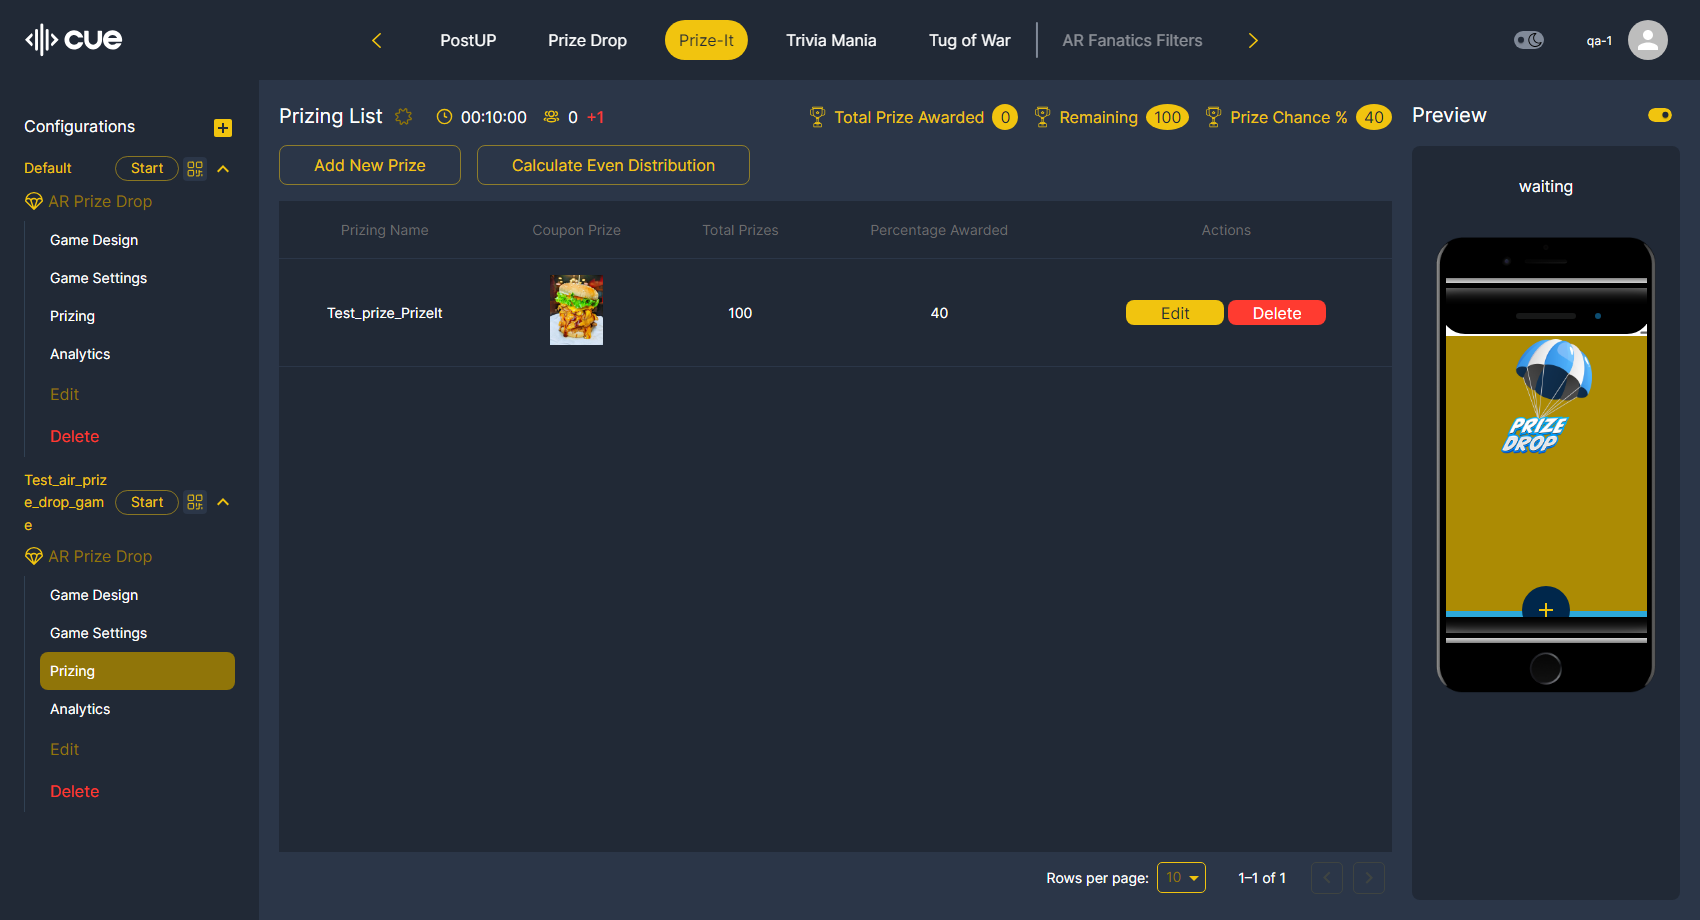 cue
PostUP
Prize Drop
Prize-It
Trivia Mania
Tug of War
AR Fanatics Filters
qa-1
Configurations
Default
Start
AR Prize Drop
Game Design
Game Settings
Prizing
Analytics
Edit
Delete
Test_air_priz
e_drop_gam
e
Start
AR Prize Drop
Game Design
Game Settings
Prizing
Analytics
Edit
Delete
Prizing List 00:10:00 0 +1
Total Prize Awarded 0
Remaining 100
Prize Chance % 40
Add New Prize
Calculate Even Distribution
Prizing Name Coupon Prize Total Prizes Percentage Awarded Actions
Test_prize_PrizeIt 100 40 Edit Delete
Rows per page: 10 1–1 of 1
Preview
waiting
PRIZE
DROP